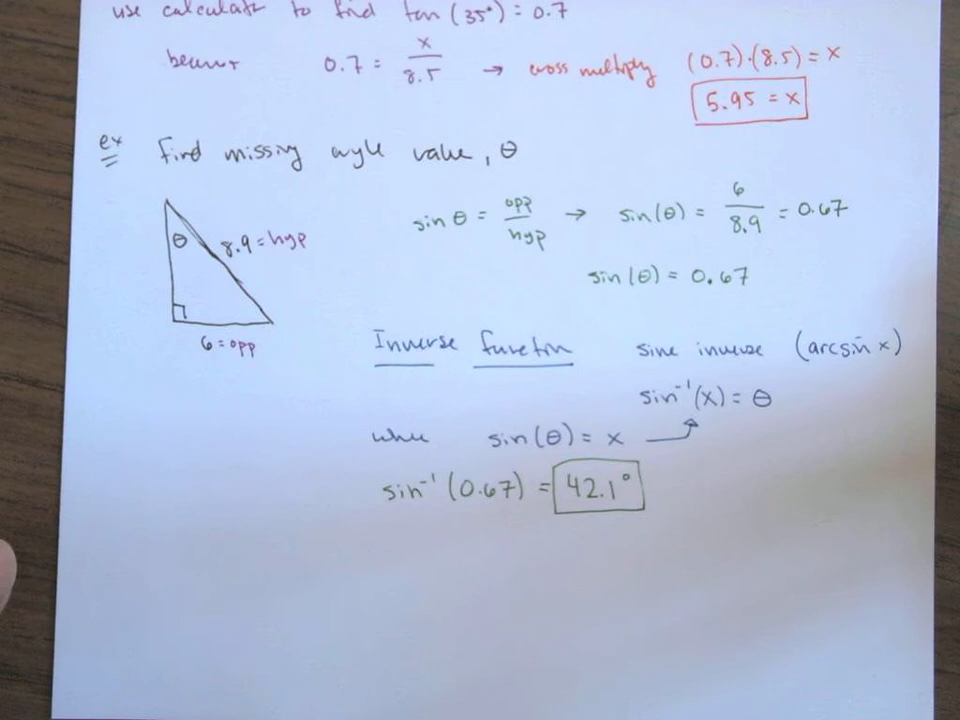 use calculator to find tan (35°) = 0.7
becomes 0.7 = x/8.5 → cross multiply (0.7)·(8.5) = x
5.95 = x
ex Find missing angle value, θ
sin θ = opp/hyp → sin(θ) = 6/8.9 = 0.67
θ 8.9 = hyp
sin(θ) = 0.67
6 = opp
Inverse function sine inverse (arcsin x)
sin⁻¹(x) = θ
where sin(θ) = x
sin⁻¹(0.67) = 42.1°